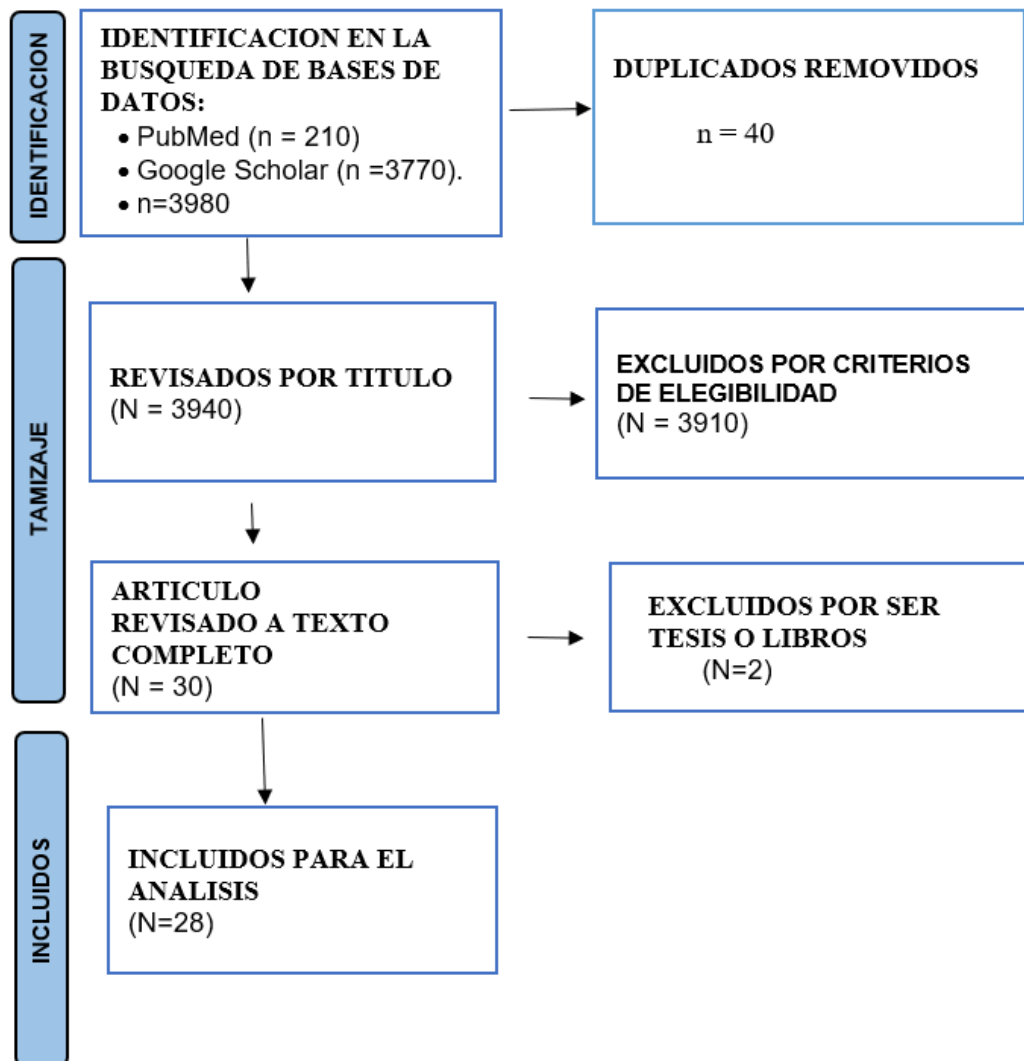 IDENTIFICACION
IDENTIFICACION EN LA
BUSQUEDA DE BASES DE
DATOS:
• PubMed (n = 210)
• Google Scholar (n =3770).
• n=3980
DUPLICADOS REMOVIDOS
n = 40
TAMIZAJE
REVISADOS POR TITULO
(N = 3940)
EXCLUIDOS POR CRITERIOS
DE ELEGIBILIDAD
(N = 3910)
ARTICULO
REVISADO A TEXTO
COMPLETO
(N = 30)
EXCLUIDOS POR SER
TESIS O LIBROS
(N=2)
INCLUIDOS
INCLUIDOS PARA EL
ANALISIS
(N=28)